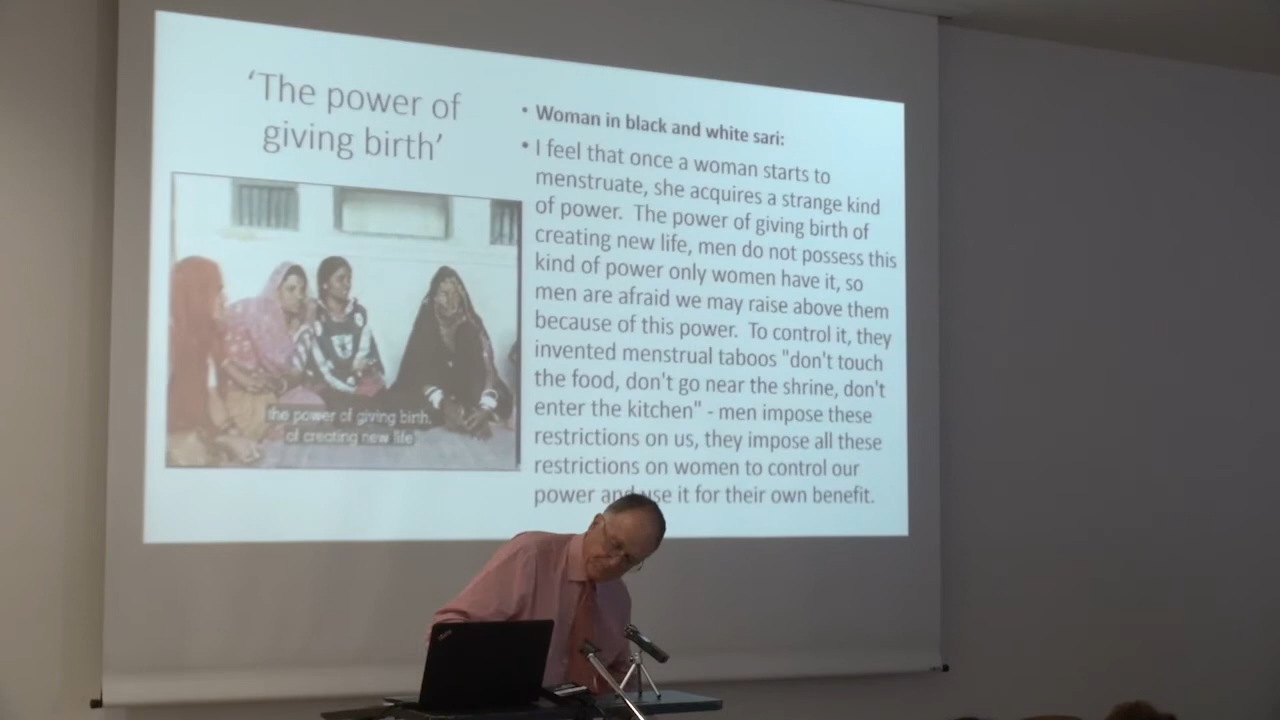 ‘The power of
giving birth’
the power of giving birth,
of creating new life
• Woman in black and white sari:
• I feel that once a woman starts to
menstruate, she acquires a strange kind
of power. The power of giving birth of
creating new life, men do not possess this
kind of power only women have it, so
men are afraid we may raise above them
because of this power. To control it, they
invented menstrual taboos "don't touch
the food, don't go near the shrine, don't
enter the kitchen" - men impose these
restrictions on us, they impose all these
restrictions on women to control our
power and use it for their own benefit.